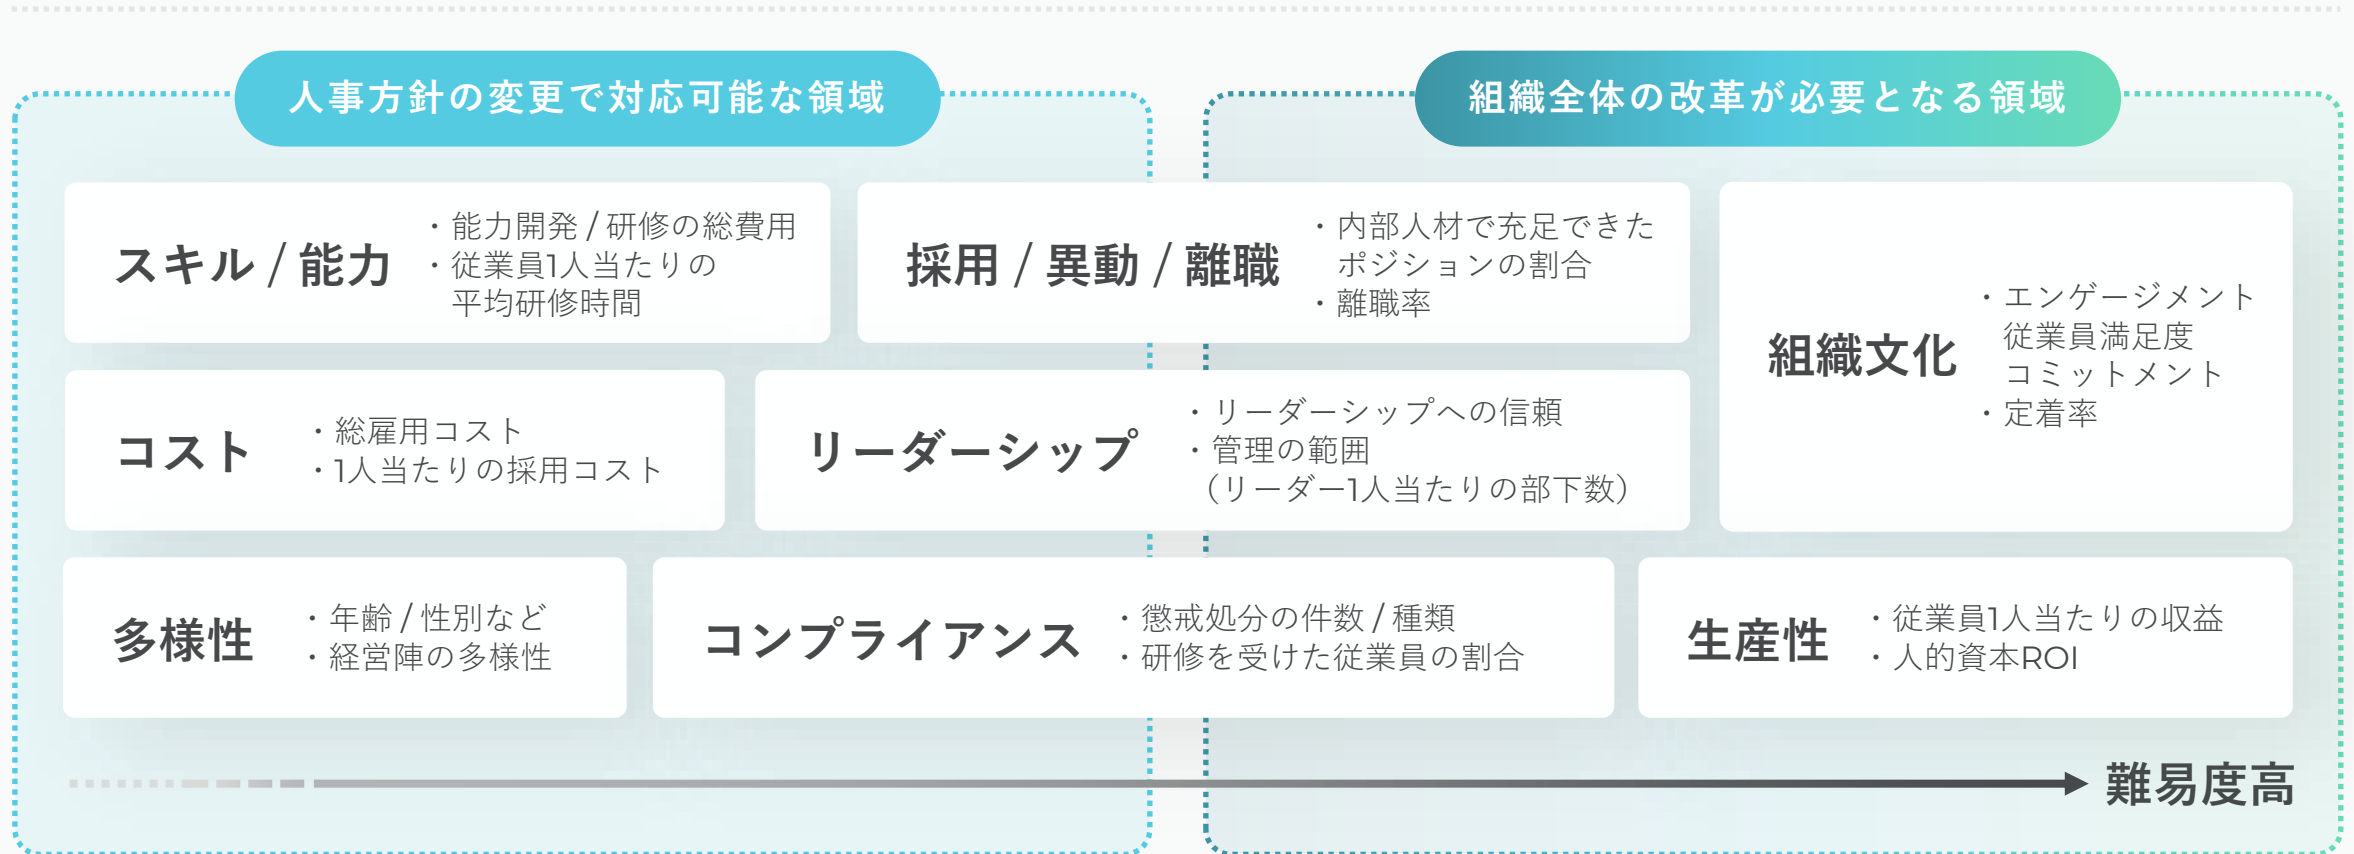 人事方針の変更で対応可能な領域
組織全体の改革が必要となる領域
スキル / 能力
・能力開発 / 研修の総費用
・従業員1人当たりの
平均研修時間
採用 / 異動 / 離職
・内部人材で充足できた
ポジションの割合
・離職率
組織文化
・エンゲージメント
従業員満足度
コミットメント
・定着率
コスト
・総雇用コスト
・1人当たりの採用コスト
リーダーシップ
・リーダーシップへの信頼
・管理の範囲
（リーダー1人当たりの部下数）
多様性
・年齢 / 性別など
・経営陣の多様性
コンプライアンス
・懲戒処分の件数 / 種類
・研修を受けた従業員の割合
生産性
・従業員1人当たりの収益
・人的資本ROI
難易度高